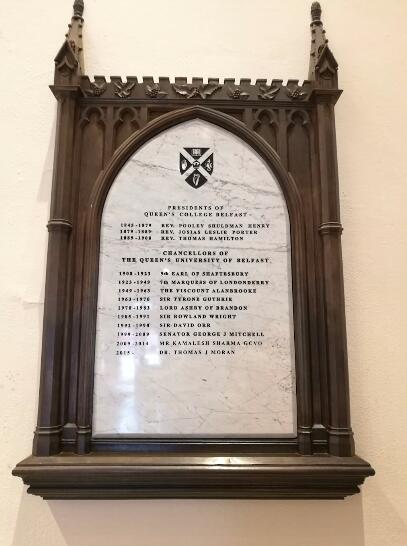 PRESIDENTS OF
QUEEN'S COLLEGE BELFAST
1845-1879 REV. POOLEY SHULDMAN HENRY
1879-1889 REV. JOSIAS LESLIE PORTER
1889-1908 REV. THOMAS HAMILTON
CHANCELLORS OF
THE QUEEN'S UNIVERSITY OF BELFAST
1908-1923 9th EARL OF SHAFTESBURY
1923-1949 7th MARQUESS OF LONDONDERRY
1949-1963 THE VISCOUNT ALANBROOKE
1963-1970 SIR TYRONE GUTHRIE
1970-1983 LORD ASHBY OF BRANDON
1985-1991 SIR ROWLAND WRIGHT
1992-1998 SIR DAVID ORR
1999-2009 SENATOR GEORGE J MITCHELL
2009-2014 MR KAMALESH SHARMA GCVO
2015- DR. THOMAS J MORAN